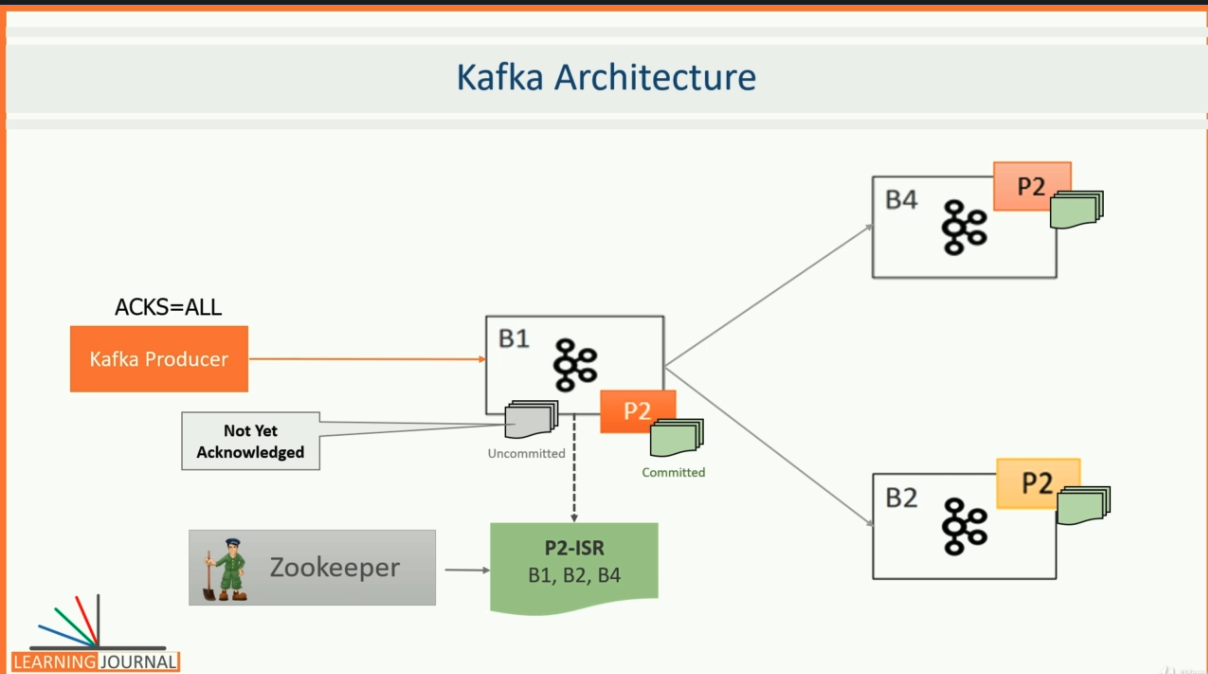 Kafka Architecture
B4
P2
ACKS=ALL
Kafka Producer
B1
P2
Not Yet
Acknowledged
Uncommitted
Committed
B2
P2
Zookeeper
P2-ISR
B1, B2, B4
LEARNING JOURNAL